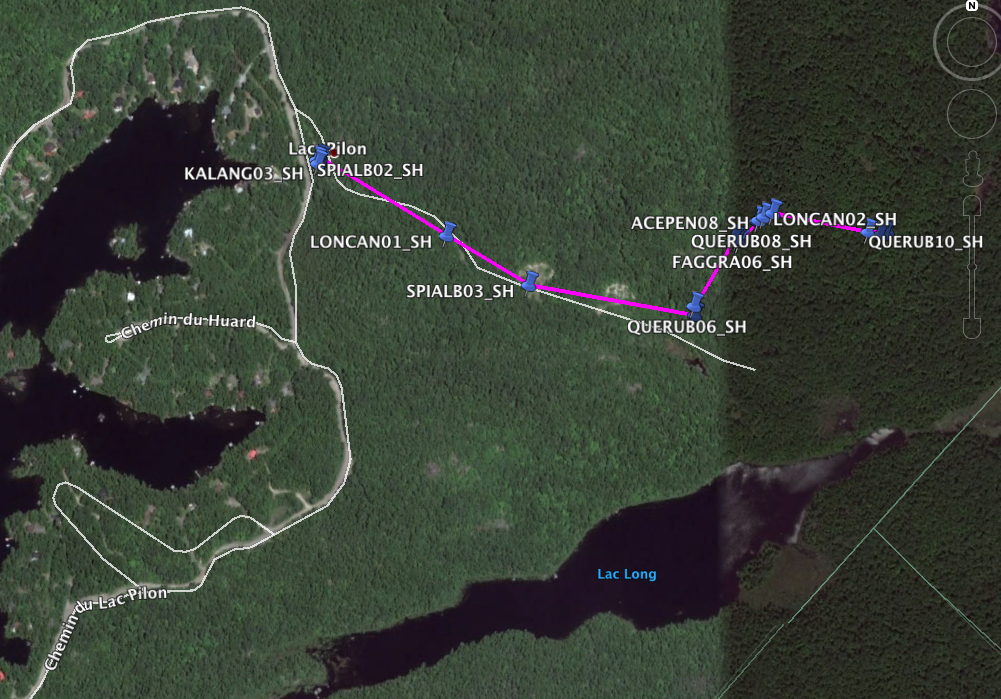 N
Lac Pilon
KALANG03_SH
SPIALB02_SH
LONCAN01_SH
SPIALB03_SH
ACEPEN08_SH
LONCAN02_SH
QUERUB08_SH
QUERUB10_SH
FAGGRA06_SH
QUERUB06_SH
Chemin du Huard
Lac Long
Chemin du Lac Pilon